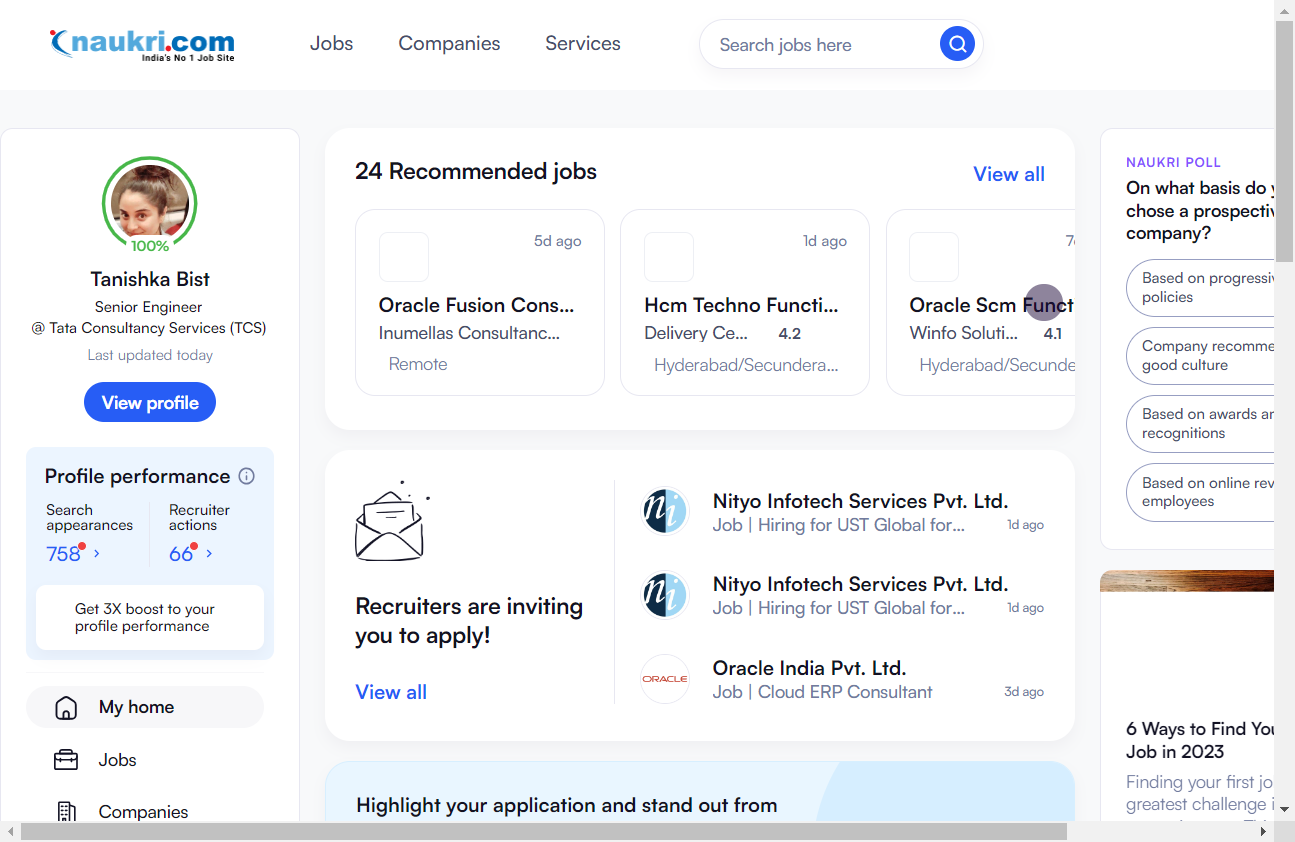 naukri.com
India's No 1 Job Site
Jobs
Companies
Services
Search jobs here
100%
Tanishka Bist
Senior Engineer
@ Tata Consultancy Services (TCS)
Last updated today
View profile
Profile performance
Search
appearances
758
Recruiter
actions
66
Get 3X boost to your
profile performance
My home
Jobs
Companies
24 Recommended jobs
View all
5d ago
Oracle Fusion Cons...
Inumellas Consultanc...
Remote
1d ago
Hcm Techno Functi...
Delivery Ce... 4.2
Hyderabad/Secundera...
Oracle Scm Funct
Winfo Soluti... 4.1
Hyderabad/Secunde
Recruiters are inviting
you to apply!
View all
Nityo Infotech Services Pvt. Ltd.
Job | Hiring for UST Global for... 1d ago
Nityo Infotech Services Pvt. Ltd.
Job | Hiring for UST Global for... 1d ago
ORACLE
Oracle India Pvt. Ltd.
Job | Cloud ERP Consultant 3d ago
Highlight your application and stand out from
NAUKRI POLL
On what basis do
chose a prospectiv
company?
Based on progressiv
policies
Company recomme
good culture
Based on awards ar
recognitions
Based on online rev
employees
6 Ways to Find You
Job in 2023
Finding your first jo
greatest challenge i